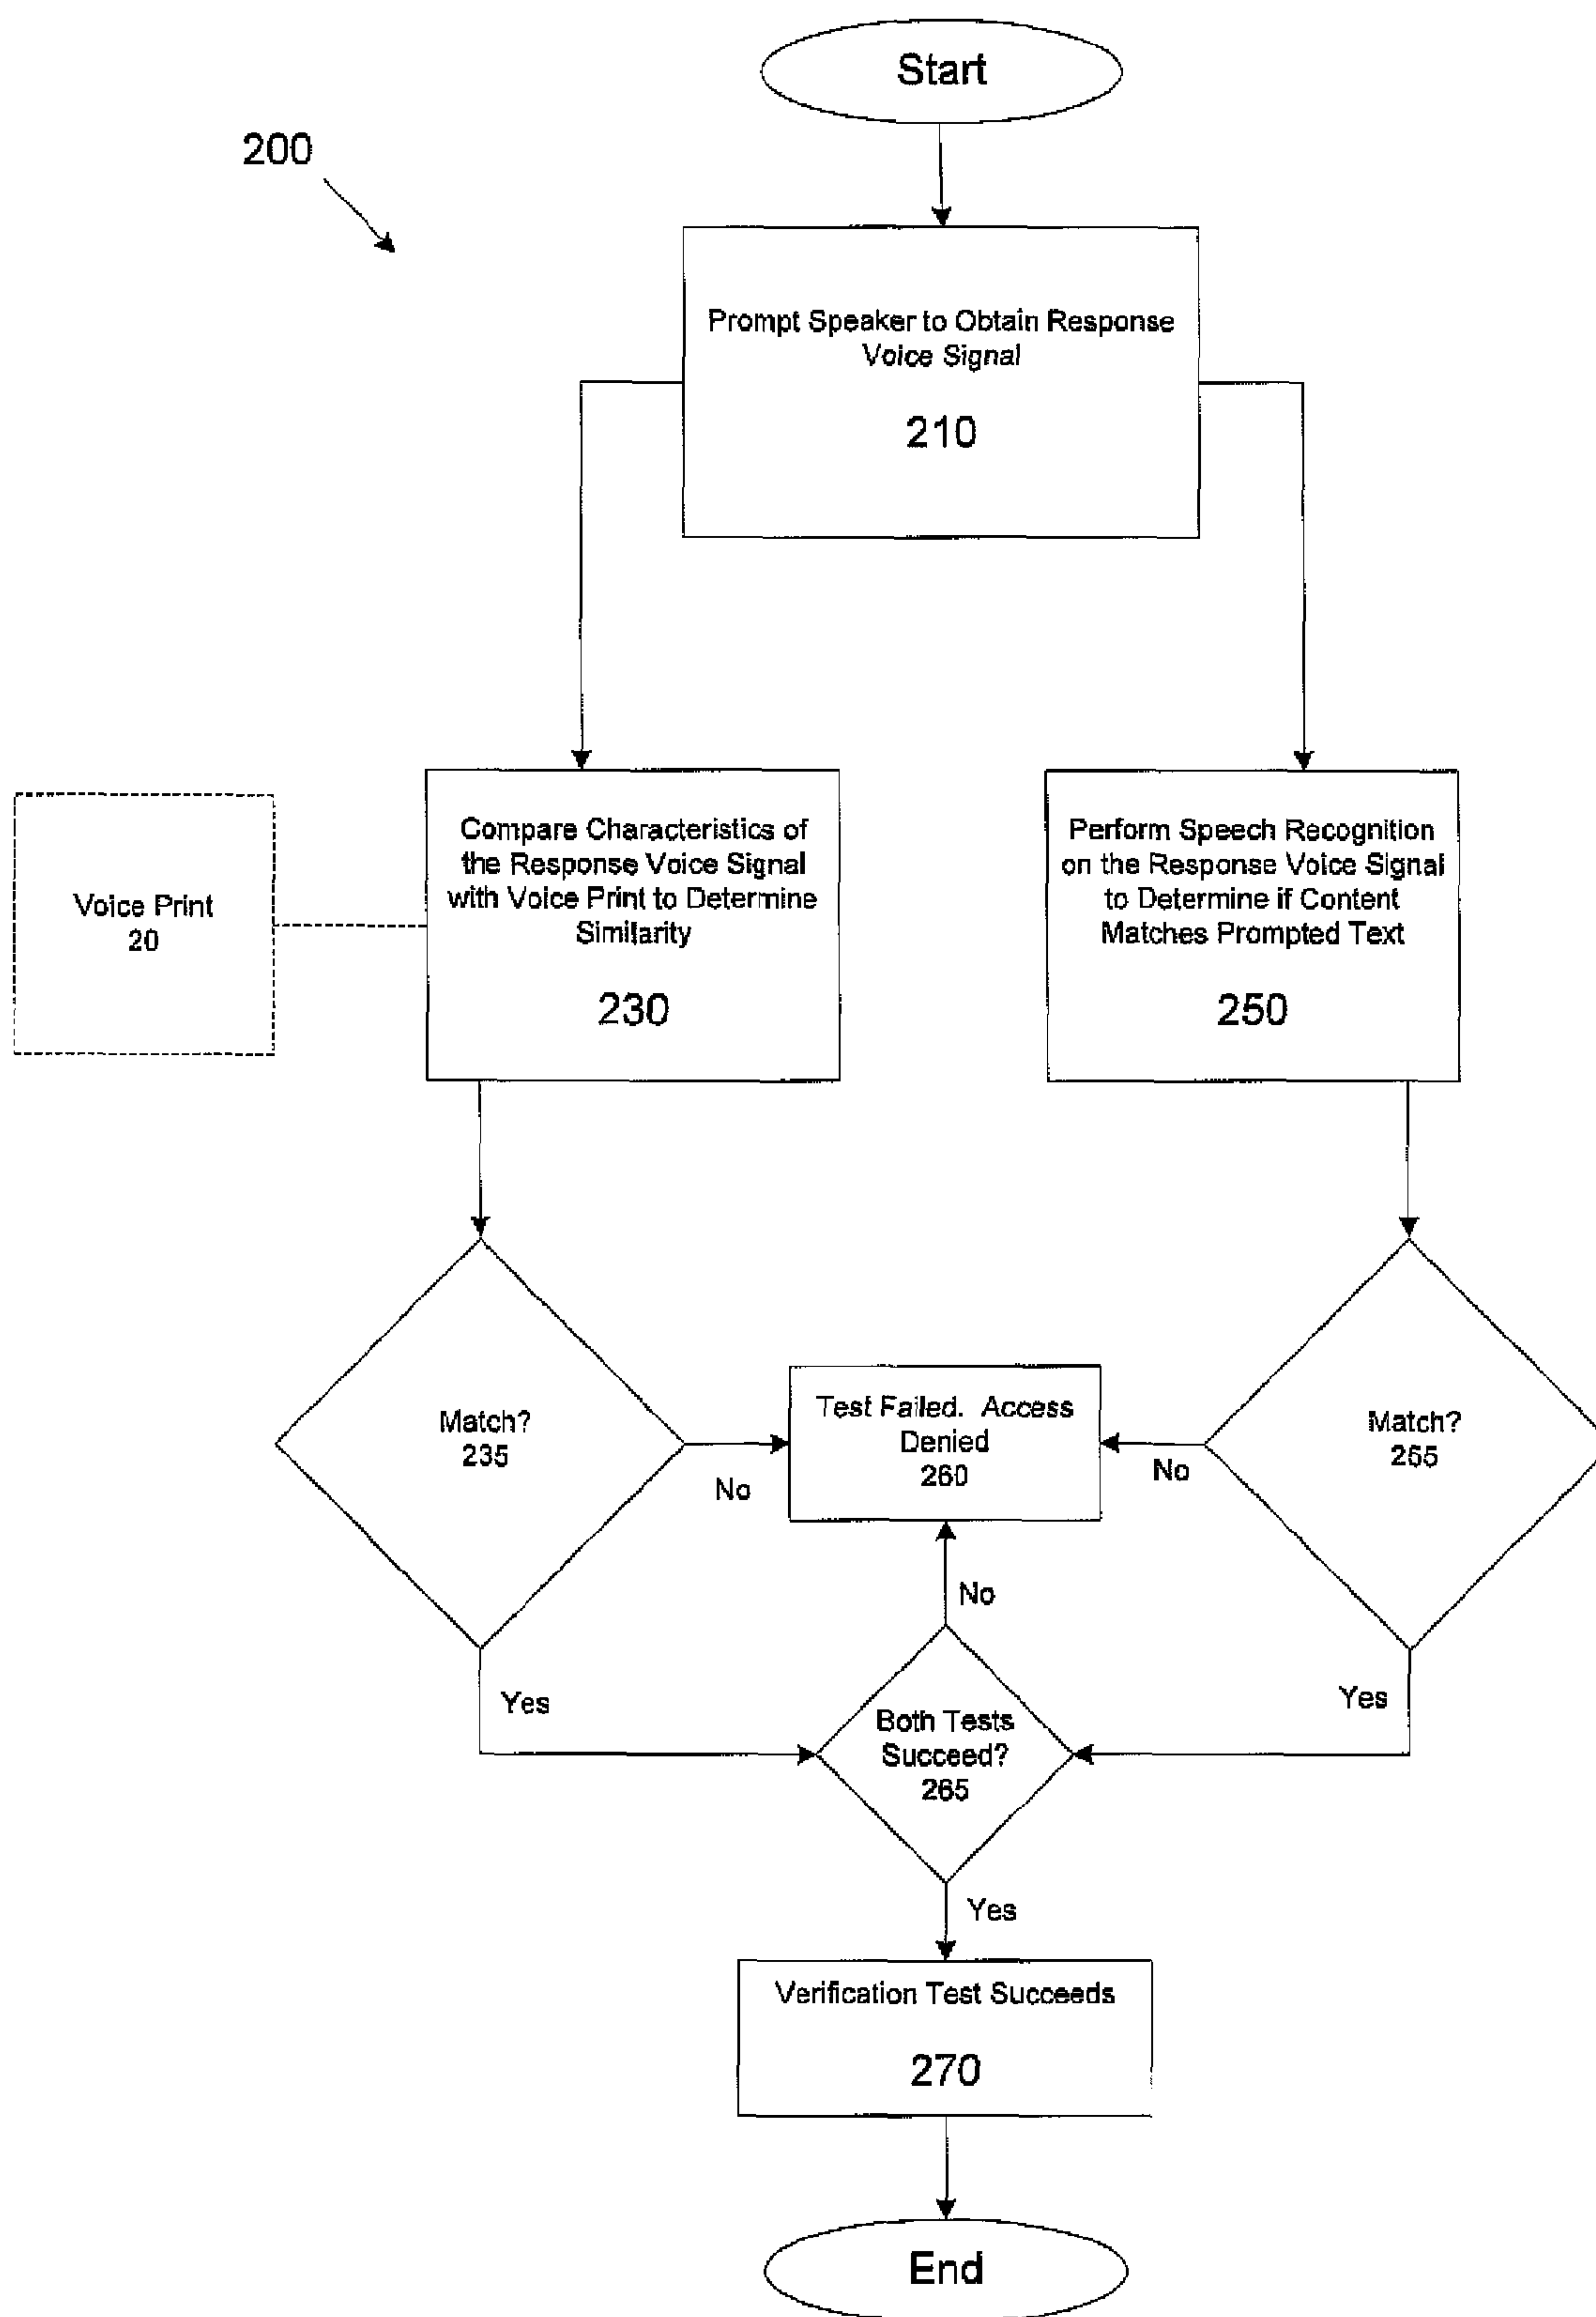 Start
200
Prompt Speaker to Obtain Response
Voice Signal
210
Voice Print
20
Compare Characteristics of
the Response Voice Signal
with Voice Print to Determine
Similarity
230
Perform Speech Recognition
on the Response Voice Signal
to Determine if Content
Matches Prompted Text
250
Match?
235
No
Test Failed. Access
Denied
260
No
Match?
255
No
Yes
Both Tests
Succeed?
265
Yes
Yes
Verification Test Succeeds
270
End